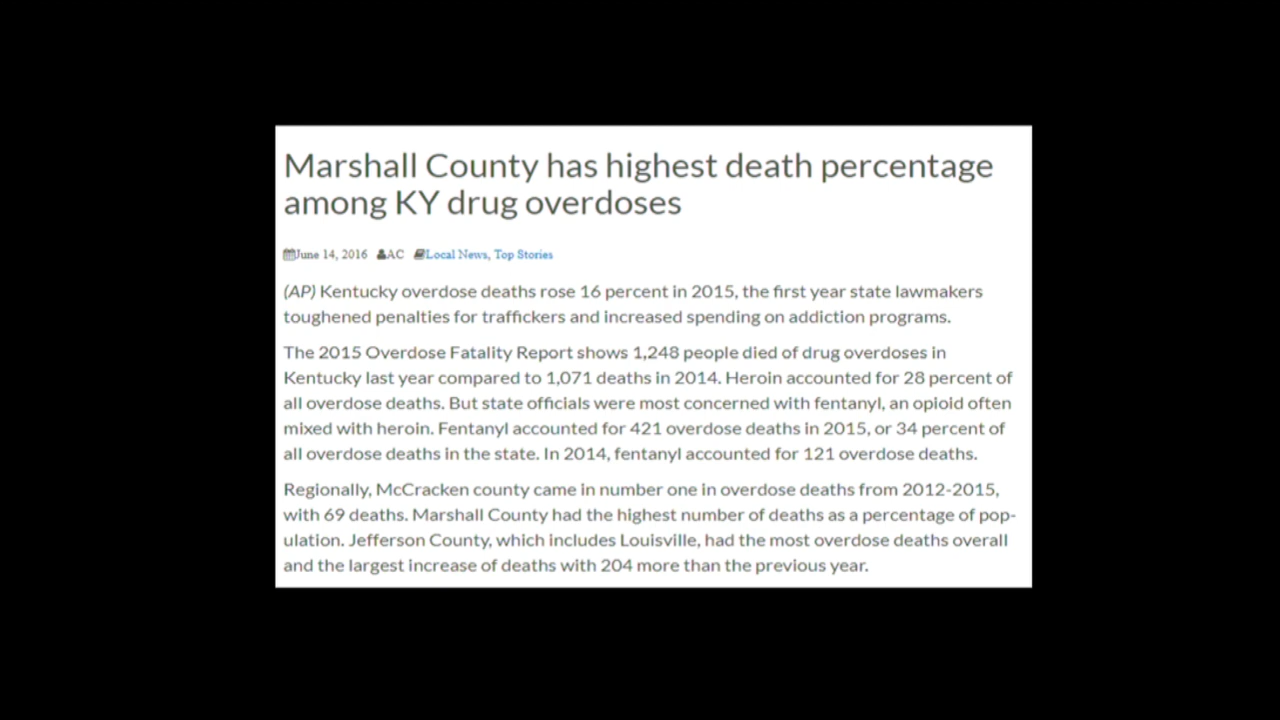 Marshall County has highest death percentage
among KY drug overdoses
June 14, 2016 AC Local News, Top Stories
(AP) Kentucky overdose deaths rose 16 percent in 2015, the first year state lawmakers
toughened penalties for traffickers and increased spending on addiction programs.
The 2015 Overdose Fatality Report shows 1,248 people died of drug overdoses in
Kentucky last year compared to 1,071 deaths in 2014. Heroin accounted for 28 percent of
all overdose deaths. But state officials were most concerned with fentanyl, an opioid often
mixed with heroin. Fentanyl accounted for 421 overdose deaths in 2015, or 34 percent of
all overdose deaths in the state. In 2014, fentanyl accounted for 121 overdose deaths.
Regionally, McCracken county came in number one in overdose deaths from 2012-2015,
with 69 deaths. Marshall County had the highest number of deaths as a percentage of pop-
ulation. Jefferson County, which includes Louisville, had the most overdose deaths overall
and the largest increase of deaths with 204 more than the previous year.